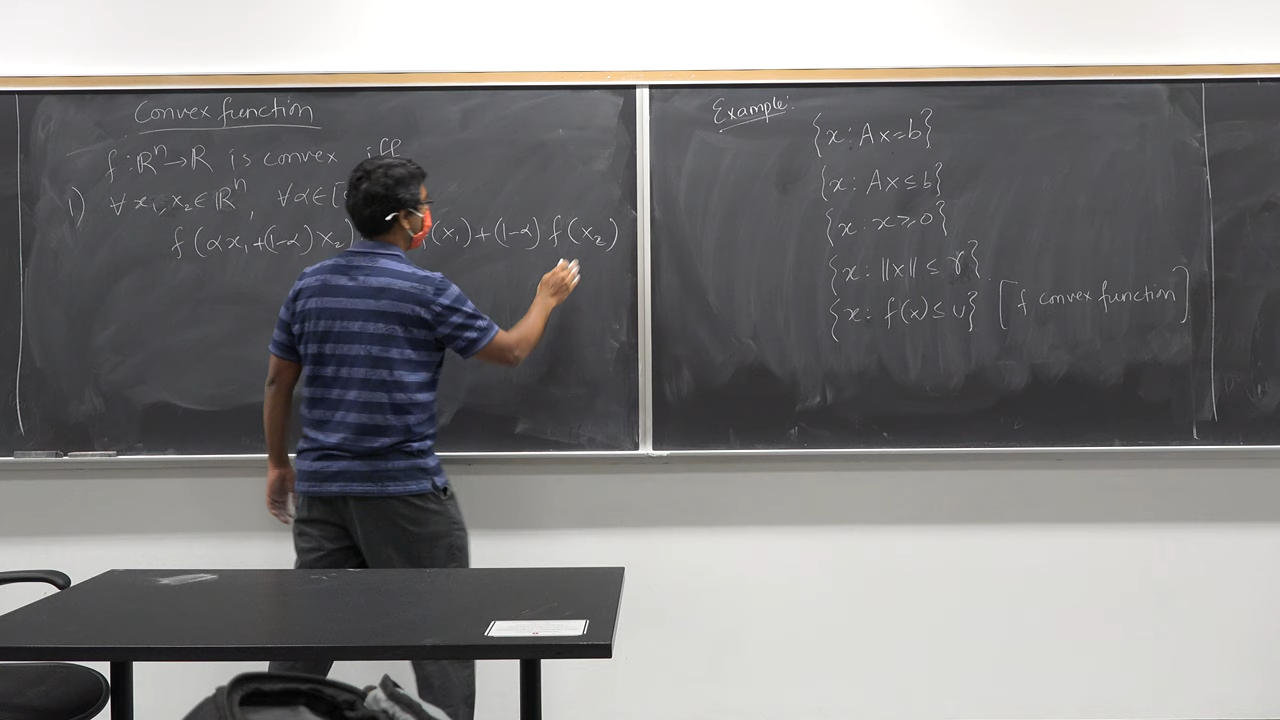 Convex function
f : ℝⁿ→ℝ is convex iff
1) ∀ x₁, x₂ ∈ ℝⁿ, ∀ α ∈ [
f(αx₁+(1-α)x₂) (x₁)+(1-α) f(x₂)
Example:
{x: Ax=b}
{x: Ax≤b}
{x: x≥0}
{x: ||x|| ≤ r}
{x: f(x) ≤ υ} [f convex function]